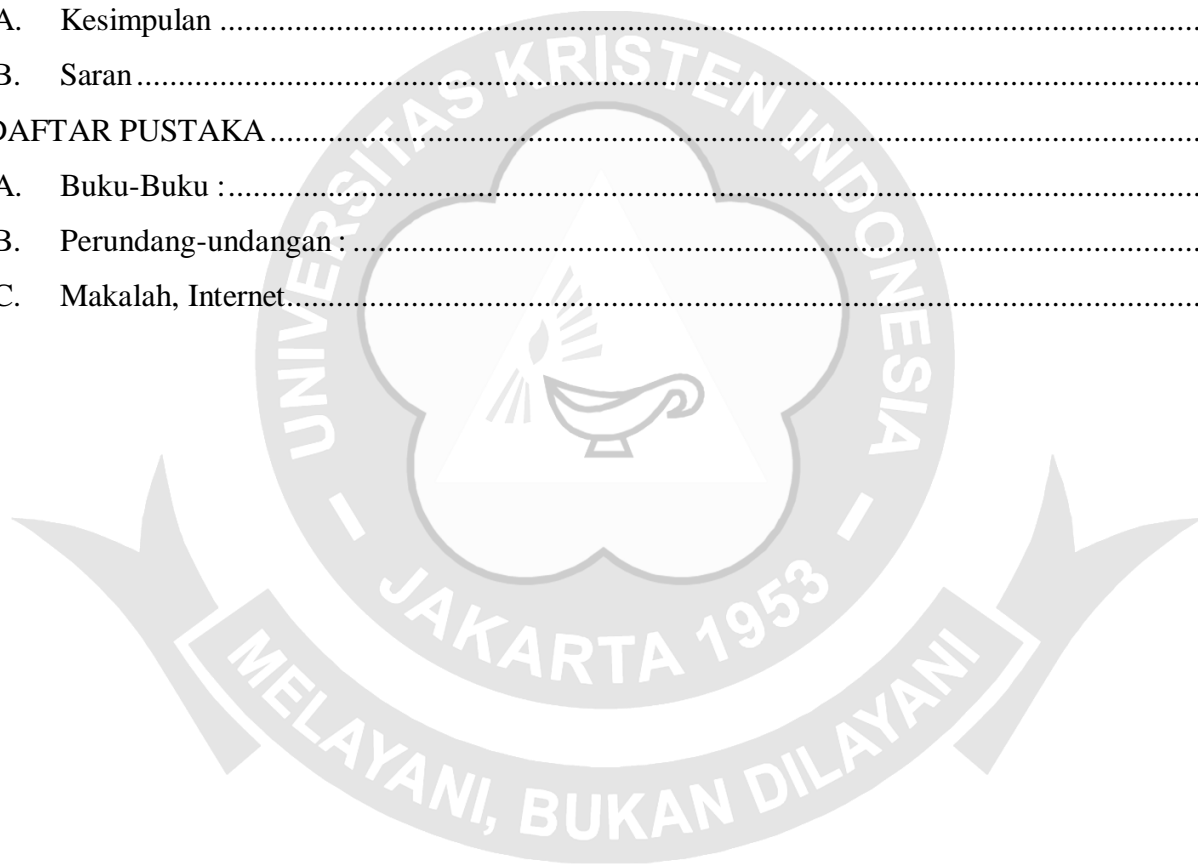 A. Kesimpulan ........................................................................................................................
B. Saran ........................................................................................................................
DAFTAR PUSTAKA ........................................................................................................................
A. Buku-Buku : ........................................................................................................................
B. Perundang-undangan : ........................................................................................................................
C. Makalah, Internet ........................................................................................................................
UNIVERSITAS KRISTEN INDONESIA
- JAKARTA 1953 -
MELAYANI, BUKAN DILAYANI